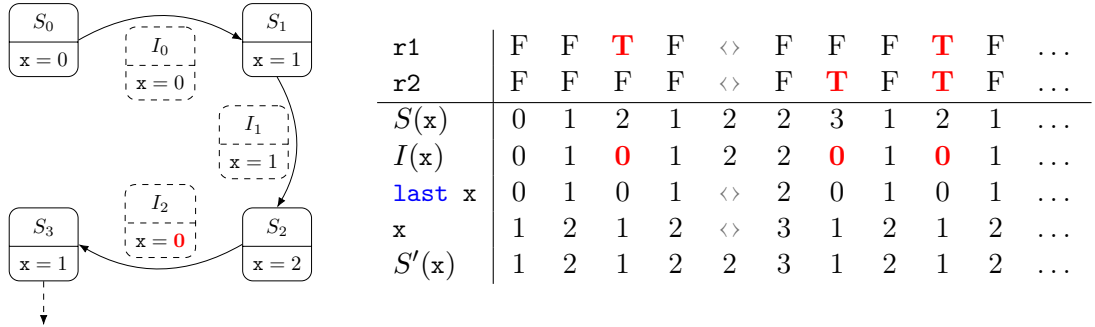 S₀
x = 0
I₀
x = 0
S₁
x = 1
I₁
x = 1
S₂
x = 2
I₂
x = 0
S₃
x = 1
r1 F F T F <> F F F T F ...
r2 F F F F <> F T F T F ...
S(x) 0 1 2 1 2 2 3 1 2 1 ...
I(x) 0 1 0 1 2 2 0 1 0 1 ...
last x 0 1 0 1 <> 2 0 1 0 1 ...
x 1 2 1 2 <> 3 1 2 1 2 ...
S′(x) 1 2 1 2 2 3 1 2 1 2 ...